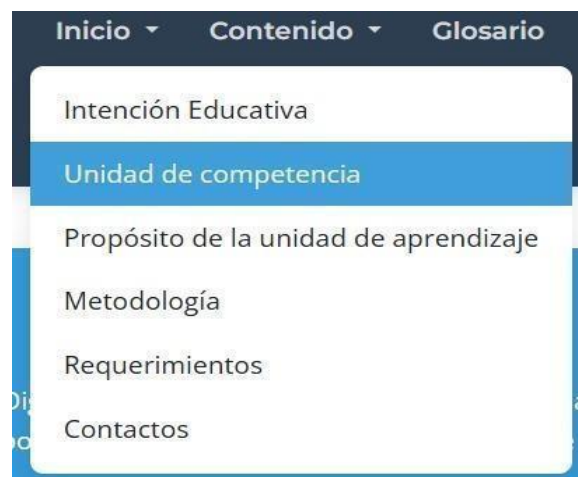 Inicio Contenido Glosario
Intención Educativa
Unidad de competencia
Propósito de la unidad de aprendizaje
Metodología
Requerimientos
Contactos